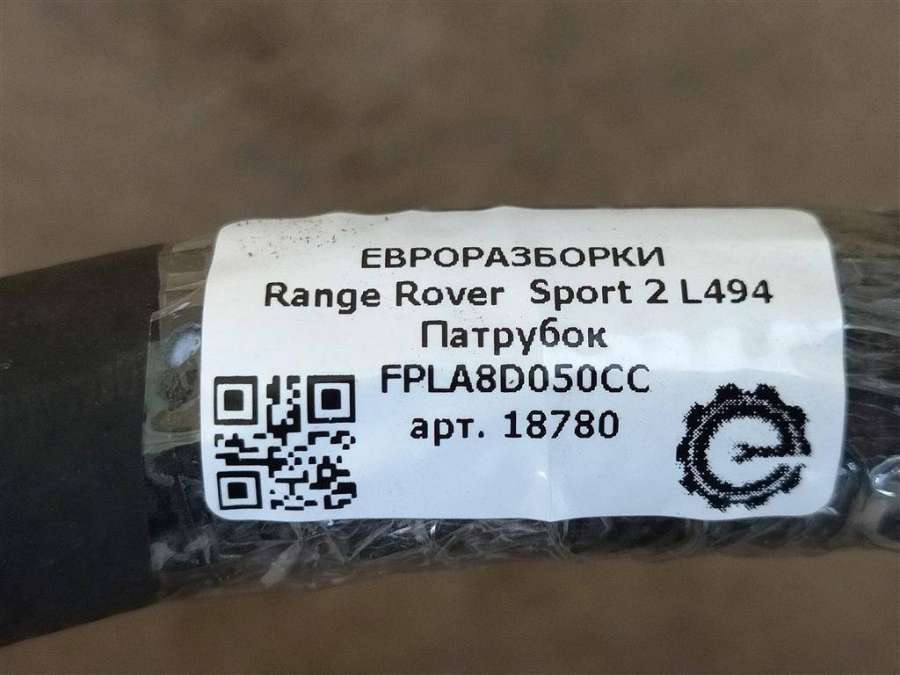 ЕВРОРАЗБОРКИ
Range Rover Sport 2 L494
Патрубок
FPLA8D050CC
арт. 18780